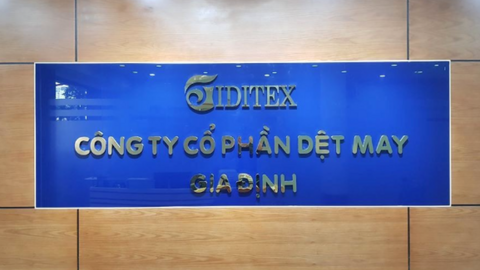 GIDITEX
CÔNG TY CỔ PHẦN DỆT MAY
GIA ĐỊNH